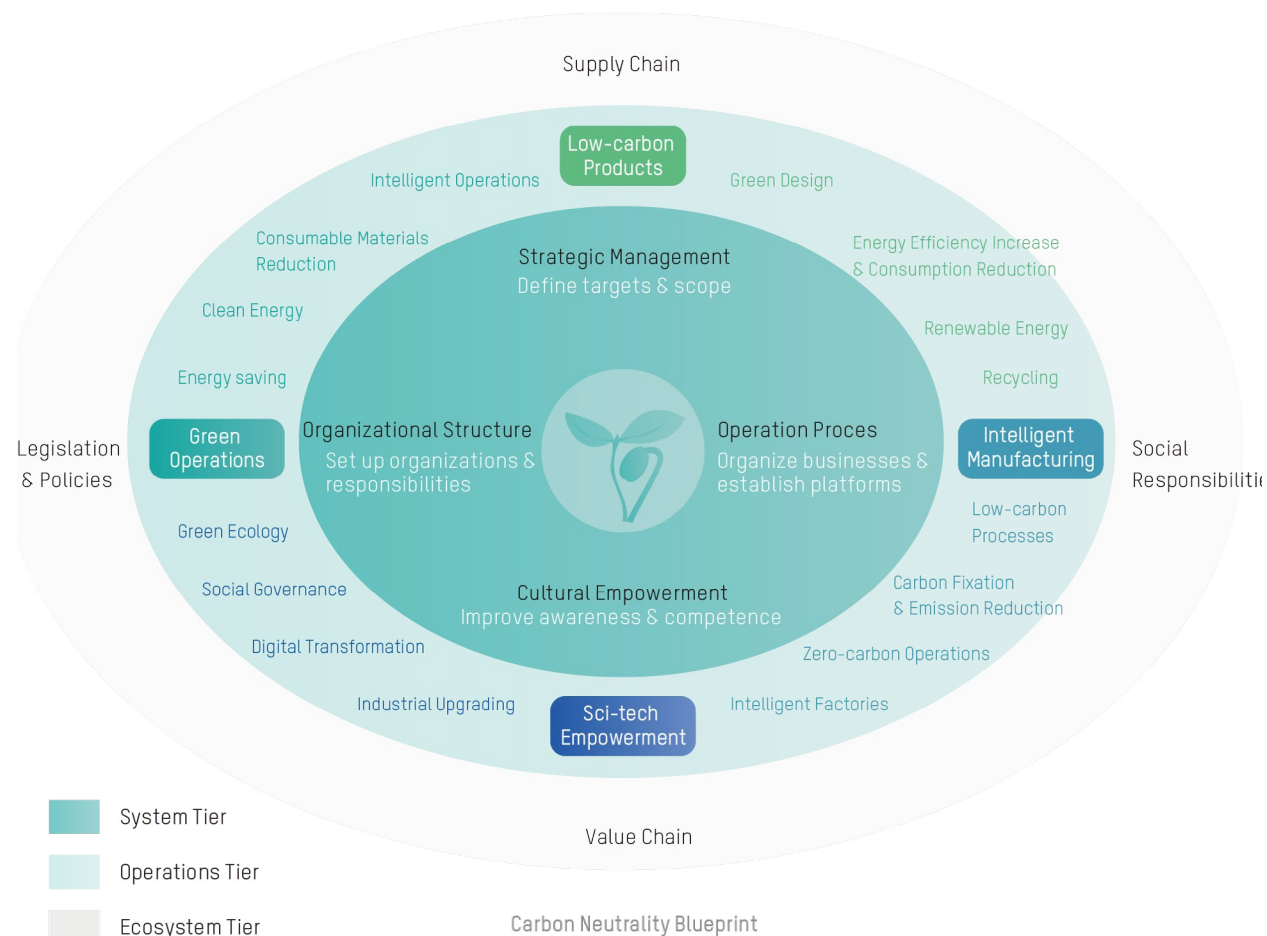 Supply Chain
Low-carbon
Products
Intelligent Operations
Green Design
Consumable Materials
Reduction
Energy Efficiency Increase
& Consumption Reduction
Strategic Management
Define targets & scope
Clean Energy
Renewable Energy
Energy saving
Recycling
Legislation
& Policies
Green
Operations
Organizational Structure
Set up organizations &
responsibilities
Operation Proces
Organize businesses &
establish platforms
Intelligent
Manufacturing
Social
Responsibilitie
Low-carbon
Processes
Green Ecology
Social Governance
Cultural Empowerment
Improve awareness & competence
Carbon Fixation
& Emission Reduction
Digital Transformation
Zero-carbon Operations
Industrial Upgrading
Sci-tech
Empowerment
Intelligent Factories
Value Chain
System Tier
Operations Tier
Ecosystem Tier
Carbon Neutrality Blueprint